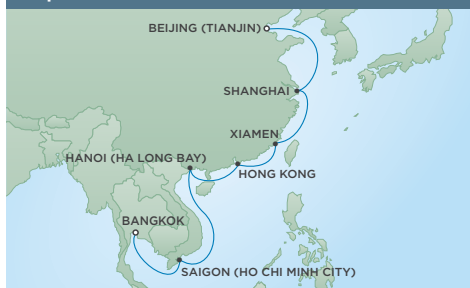 BEIJING (TIANJIN)
SHANGHAI
XIAMEN
HANOI (HA LONG BAY)
HONG KONG
BANGKOK
SAIGON (HO CHI MINH CITY)